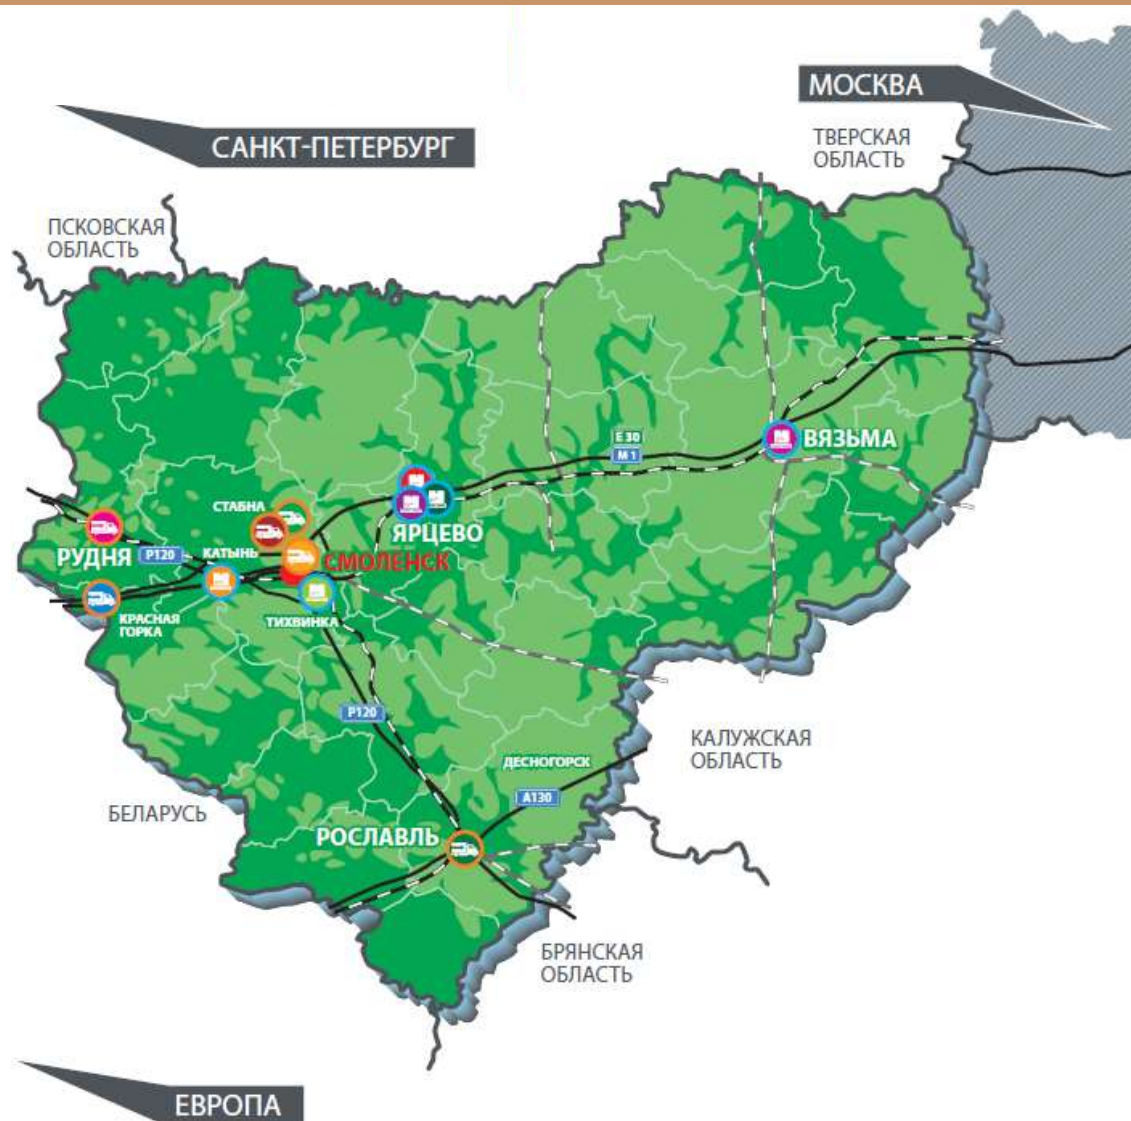 МОСКВА
ТВЕРСКАЯ
ОБЛАСТЬ
САНКТ-ПЕТЕРБУРГ
ПСКОВСКАЯ
ОБЛАСТЬ
E 30
M 1
ВЯЗЬМА
СТАБНА
ЯРЦЕВО
РУДНЯ
P120
КАТЫНЬ
СМОЛЕНСК
КРАСНАЯ
ГОРКА
ТИХВИНКА
P120
КАЛУЖСКАЯ
ОБЛАСТЬ
ДЕСНОГОРСК
A130
БЕЛАРУСЬ
РОСЛАВЛЬ
БРЯНСКАЯ
ОБЛАСТЬ
ЕВРОПА